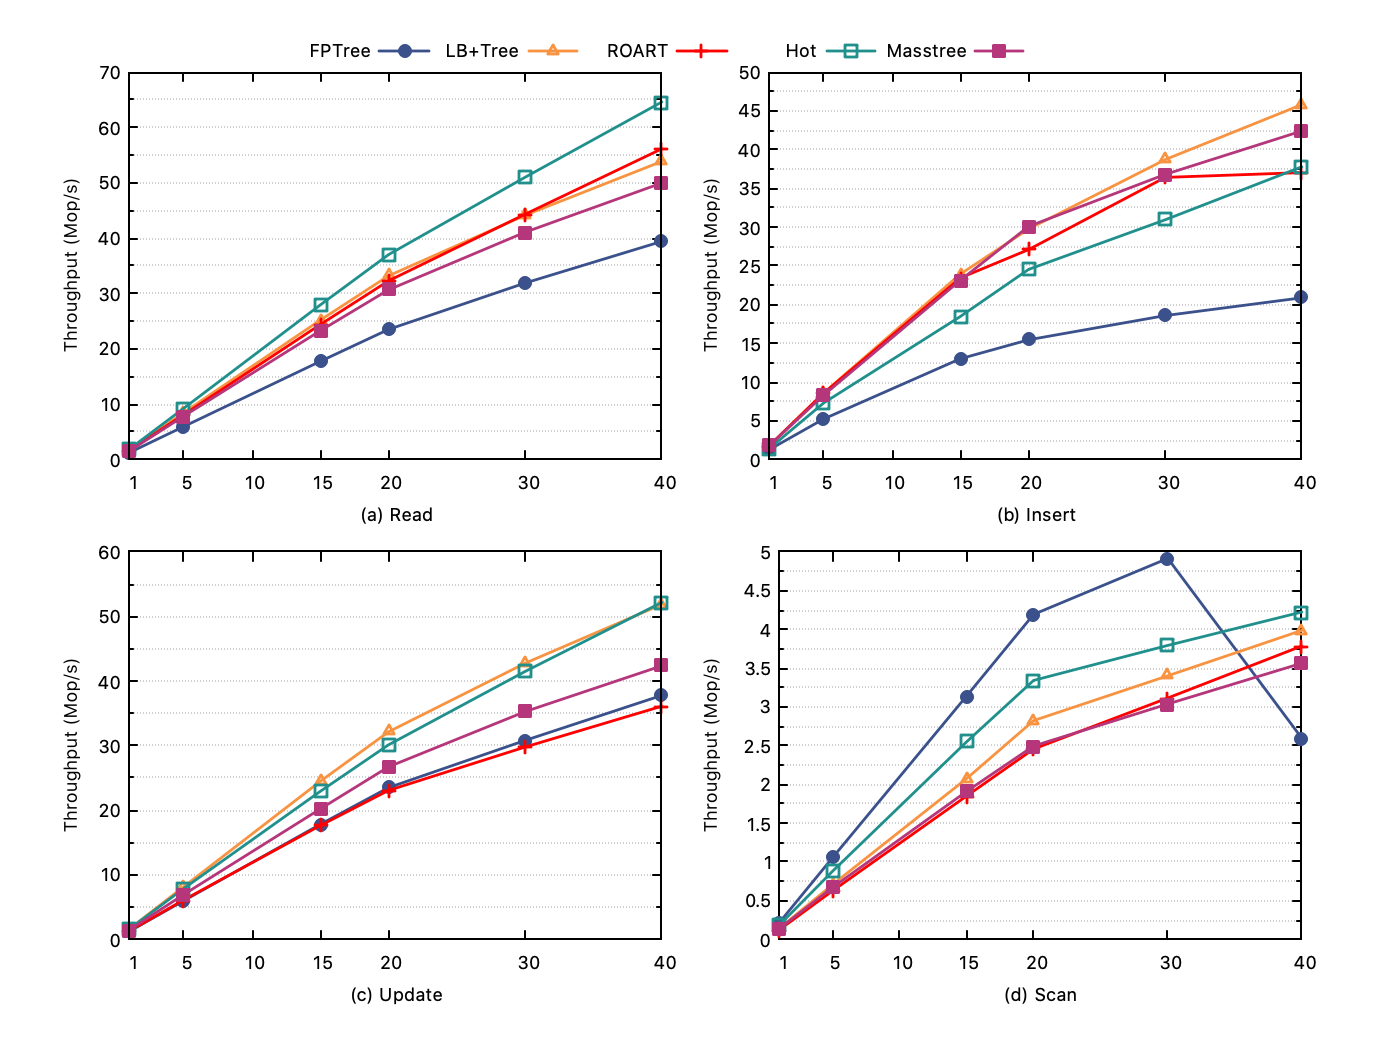 FPTree LB+Tree ROART Hot Masstree
70
60
50
40
30
20
10
0
Throughput (Mop/s)
1 5 10 15 20 30 40
(a) Read
50
45
40
35
30
25
20
15
10
5
0
Throughput (Mop/s)
1 5 10 15 20 30 40
(b) Insert
60
50
40
30
20
10
0
Throughput (Mop/s)
1 5 10 15 20 30 40
(c) Update
5
4.5
4
3.5
3
2.5
2
1.5
1
0.5
0
Throughput (Mop/s)
1 5 10 15 20 30 40
(d) Scan